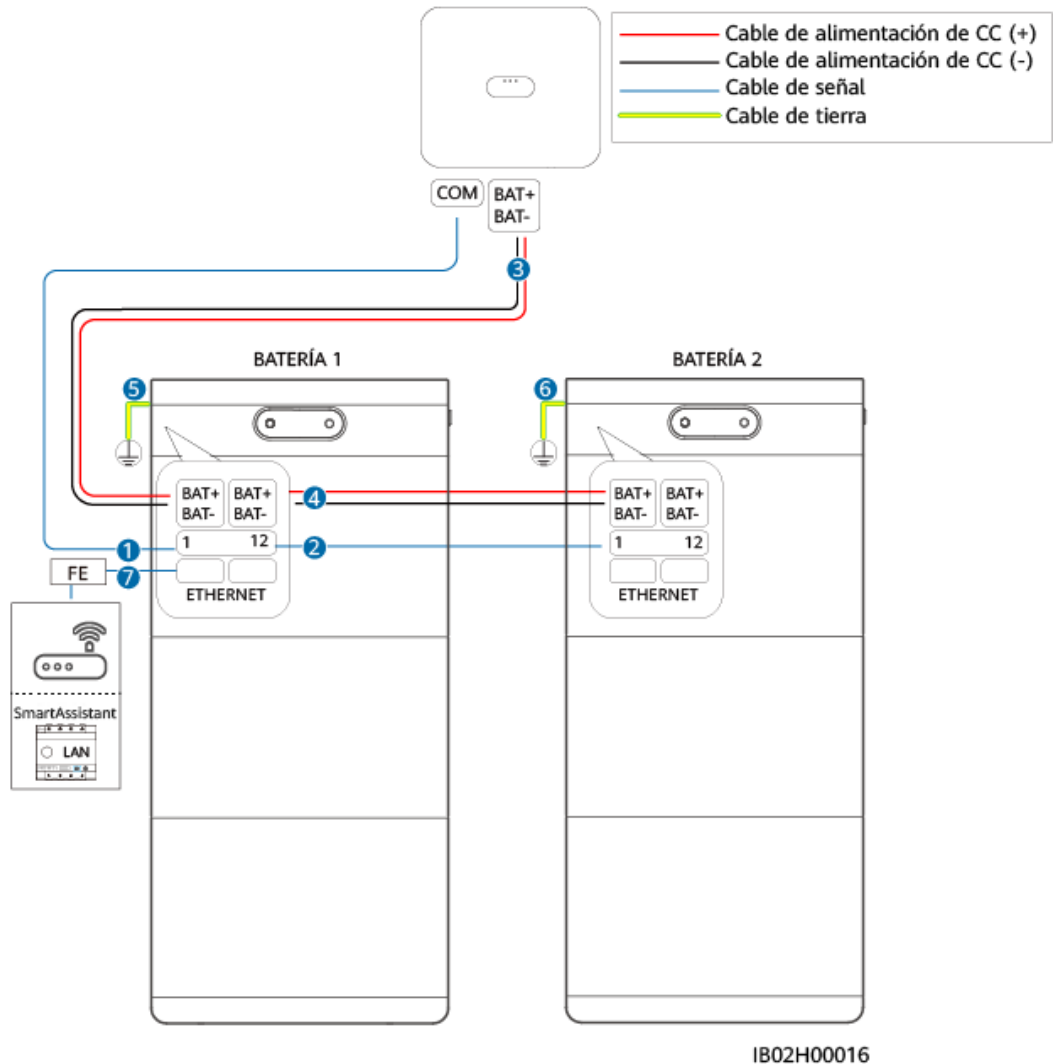 Cable de alimentación de CC (+)
Cable de alimentación de CC (-)
Cable de señal
Cable de tierra
COM
BAT+
BAT-
3
BATERÍA 1
BATERÍA 2
5
6
BAT+
BAT-
BAT+
BAT-
4
BAT+
BAT-
BAT+
BAT-
1
1
12
2
1
12
FE
7
ETHERNET
ETHERNET
SmartAssistant
LAN
IB02H00016